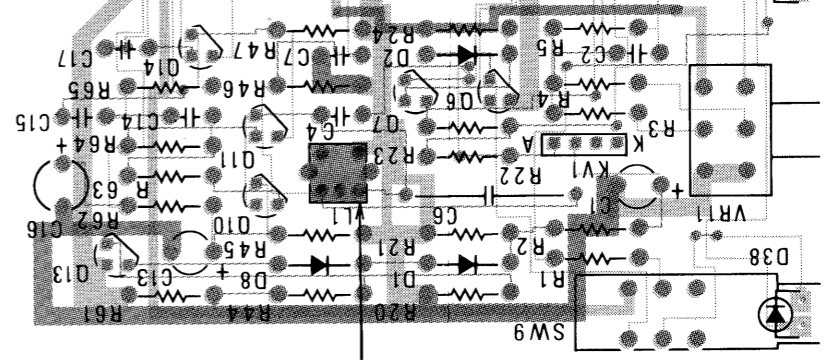 R24
C17
Q14
R47
C7
D2
R5
C2
R65
R46
Q6
R4
C15
C14
C4
Q7
R3
+
R64
Q11
R23
A
K
R22
KV1
R63
L1
C6
C1
+
VR11
R62
C16
Q10
R45
R21
R2
D38
Q13
C13
+
D8
D1
R1
R61
R44
R20
SW9